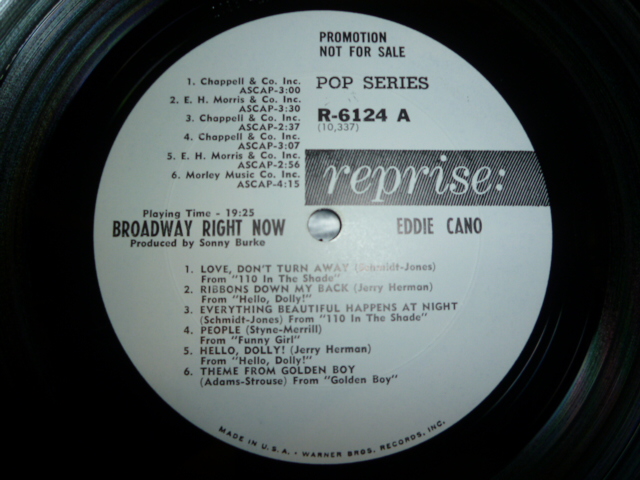 PROMOTION
NOT FOR SALE
POP SERIES
R-6124 A
(10,337)
1. Chappell & Co. Inc.
ASCAP-3:00
2. E. H. Morris & Co. Inc.
ASCAP-3:30
3. Chappell & Co. Inc.
ASCAP-2:37
4. Chappell & Co. Inc.
ASCAP-3:07
5. E. H. Morris & Co. Inc.
ASCAP-2:56
6. Morley Music Co. Inc.
ASCAP-4:15
reprise:
Playing Time - 19:25
BROADWAY RIGHT NOW
Produced by Sonny Burke
EDDIE CANO
1. LOVE, DON'T TURN AWAY (Schmidt-Jones)
From "110 In The Shade"
2. RIBBONS DOWN MY BACK (Jerry Herman)
From "Hello, Dolly!"
3. EVERYTHING BEAUTIFUL HAPPENS AT NIGHT
(Schmidt-Jones) From "110 In The Shade"
4. PEOPLE (Styne-Merrill)
From "Funny Girl"
5. HELLO, DOLLY! (Jerry Herman)
From "Hello, Dolly!"
6. THEME FROM GOLDEN BOY
(Adams-Strouse) From "Golden Boy"
MADE IN U.S.A. - WARNER BROS. RECORDS, INC.